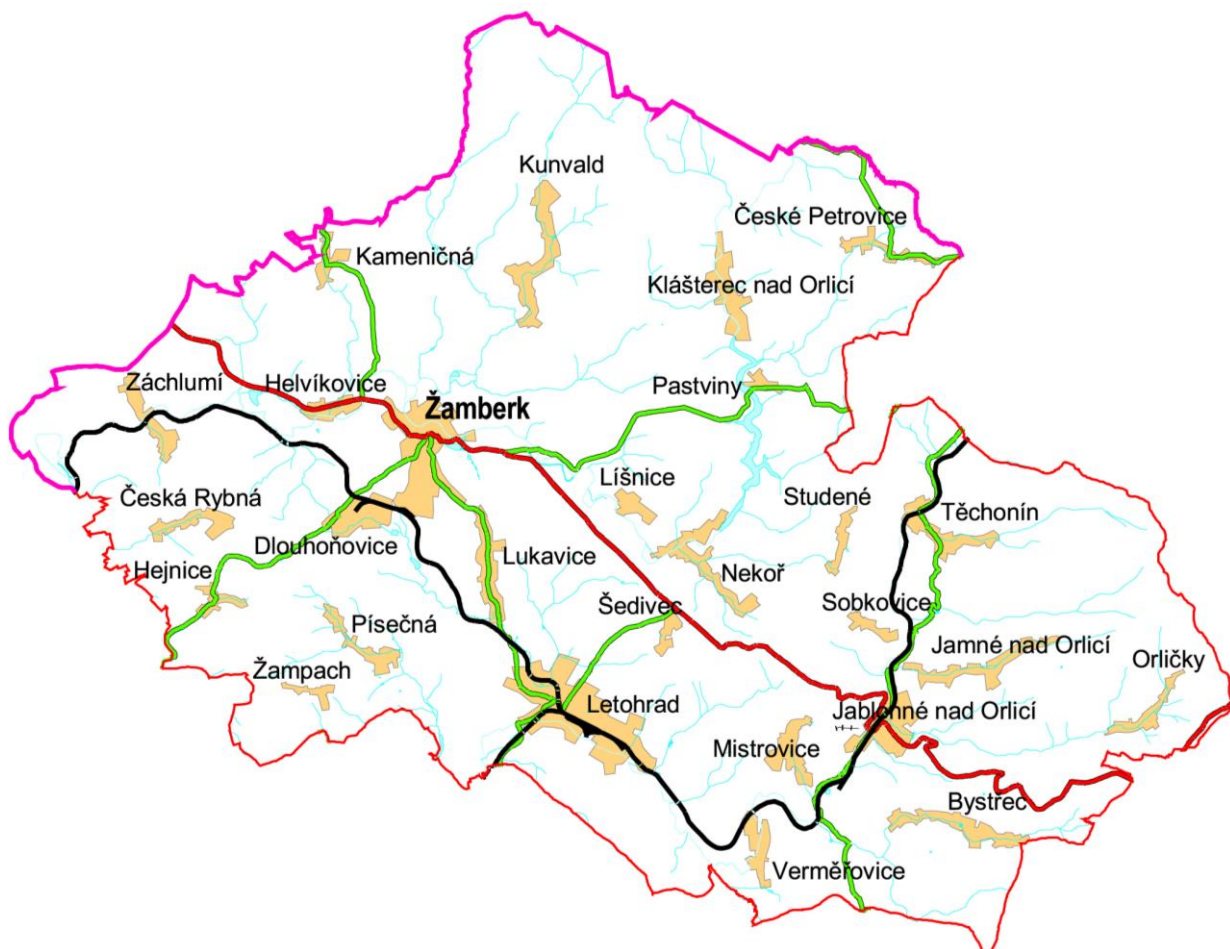 Kunvald
České Petrovice
Kameničná
Klášterec nad Orlicí
Záchlumí
Helvíkovice
Pastviny
Žamberk
Líšnice
Studené
Česká Rybná
Těchonín
Dlouhoňovice
Lukavice
Hejnice
Nekoř
Šedivec
Sobkovice
Písečná
Jamné nad Orlicí
Žampach
Orličky
Letohrad
Jablonné nad Orlicí
Mistrovice
Bystřec
Verměřovice